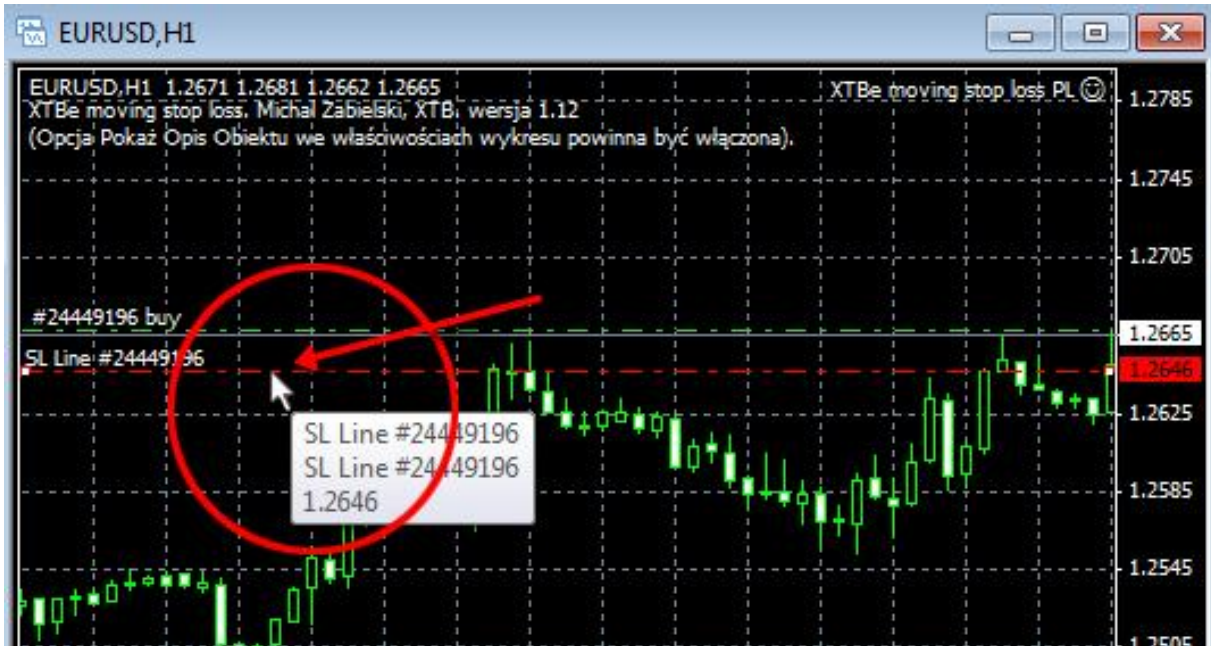 EURUSD,H1
EURUSD,H1 1.2671 1.2681 1.2662 1.2665
XTBe moving stop loss PL☺
XTBe moving stop loss. Michał Zabielski, XTB, wersja 1.12
(Opcja Pokaż Opis Obiektu we właściwościach wykresu powinna być włączona).
1.2785
1.2745
1.2705
#24449196 buy
1.2665
SL Line #24449196
1.2646
SL Line #24449196
SL Line #24449196
1.2646
1.2625
1.2585
1.2545
1.2505